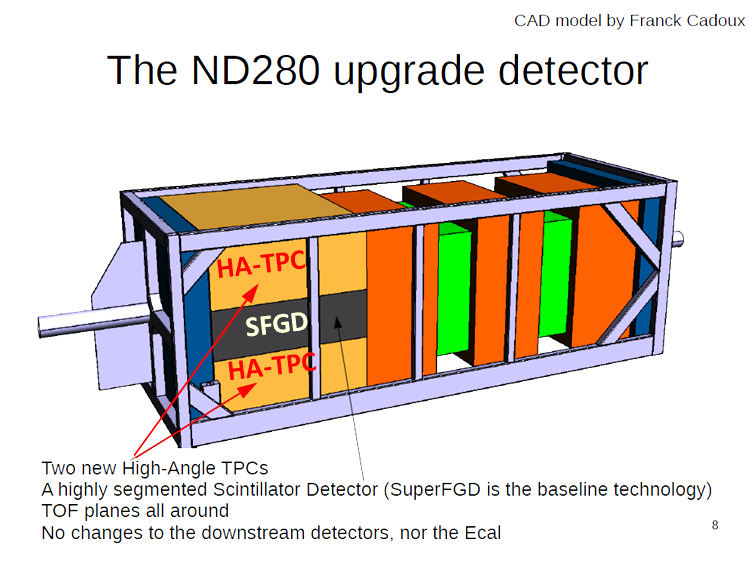 CAD model by Franck Cadoux
The ND280 upgrade detector
HA-TPC
SFGD
HA-TPC
Two new High-Angle TPCs
A highly segmented Scintillator Detector (SuperFGD is the baseline technology)
TOF planes all around
No changes to the downstream detectors, nor the Ecal
8